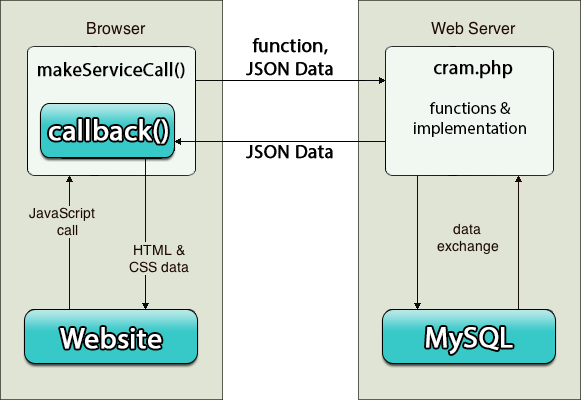 Browser
makeServiceCall()
callback()
JavaScript
call
HTML &
CSS data
Website
function,
JSON Data
JSON Data
Web Server
cram.php
functions &
implementation
data
exchange
MySQL